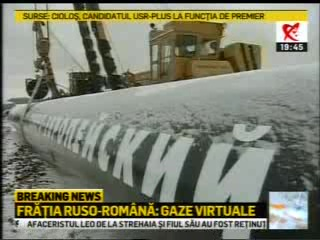 SURSE: CIOLOȘ, CANDIDATUL USR-PLUS LA FUNCȚIA DE PREMIER
19:45
ЕВРОПЕЙСКИЙ
BREAKING NEWS
FRĂȚIA RUSO-ROMÂNĂ: GAZE VIRTUALE
AFACERISTUL LEO DE LA STREHAIA ȘI FIUL SĂU AU FOST REȚINUȚ